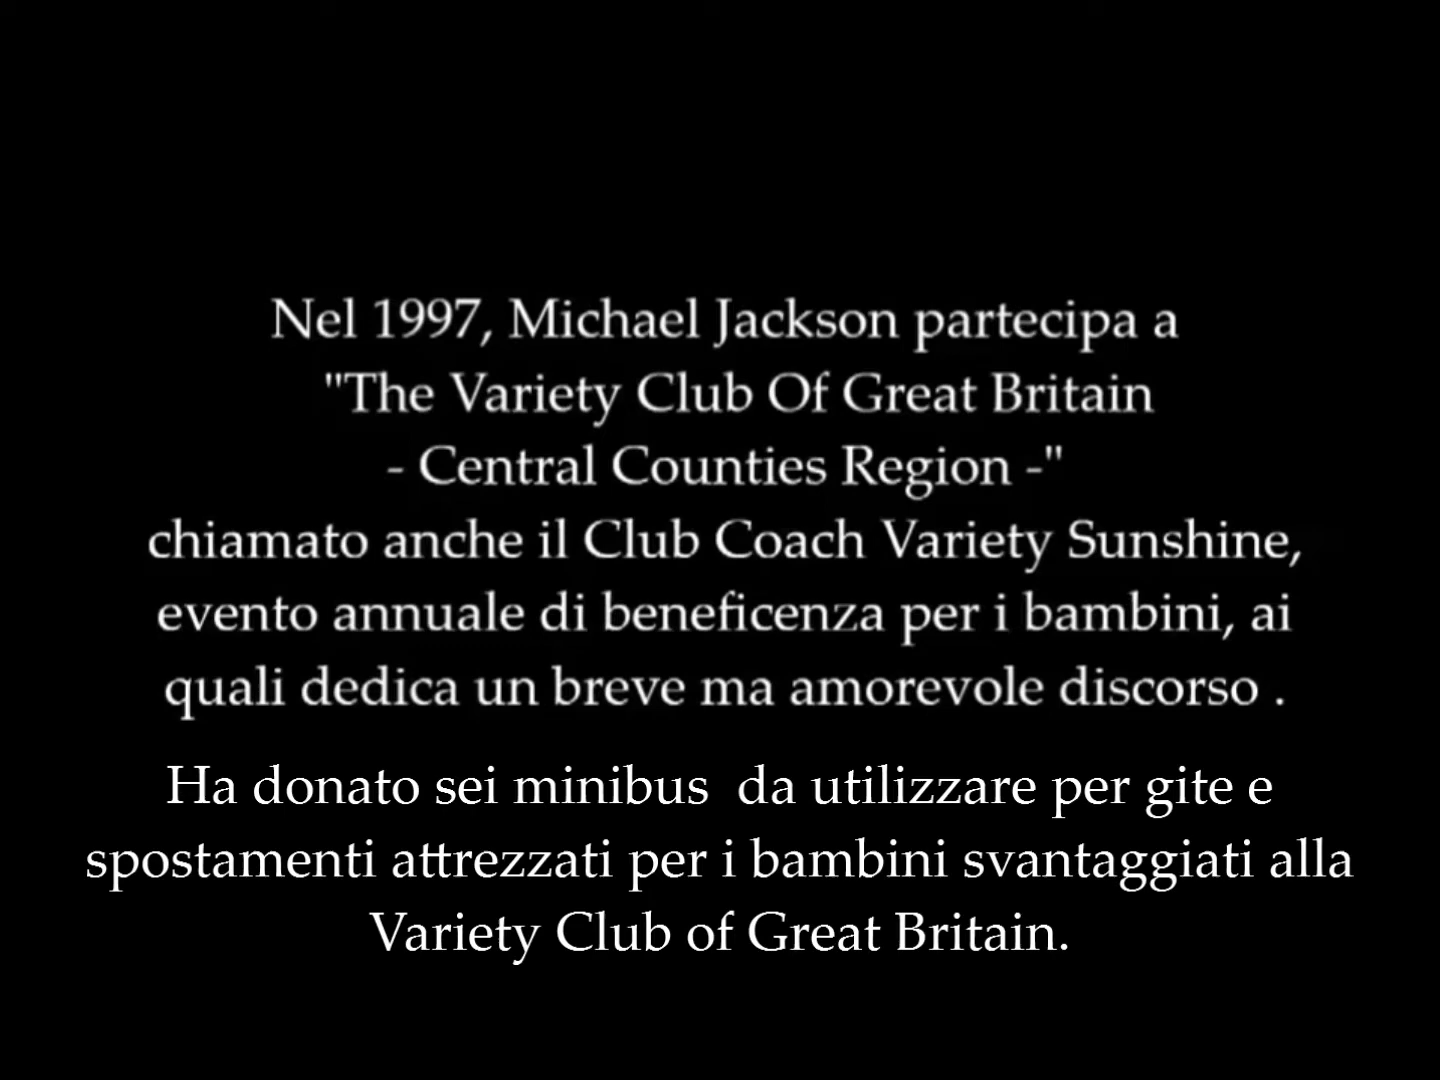 Nel 1997, Michael Jackson partecipa a
"The Variety Club Of Great Britain
- Central Counties Region -"
chiamato anche il Club Coach Variety Sunshine,
evento annuale di beneficenza per i bambini, ai
quali dedica un breve ma amorevole discorso .
Ha donato sei minibus  da utilizzare per gite e
spostamenti attrezzati per i bambini svantaggiati alla
Variety Club of Great Britain.